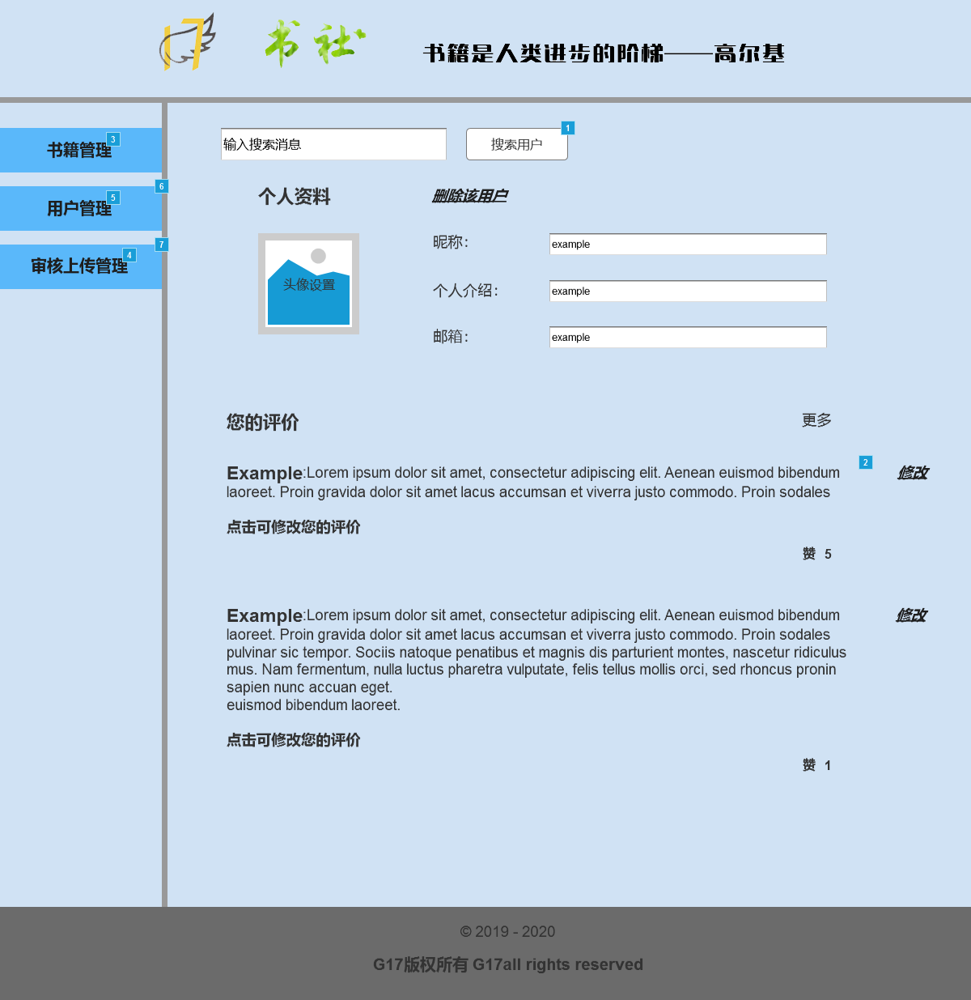 17 书社
书籍是人类进步的阶梯——高尔基
书籍管理 3
用户管理 5
6
审核上传管理 4
7
输入搜索消息
搜索用户 1
个人资料
删除该用户
头像设置
昵称： example
个人介绍： example
邮箱： example
您的评价
更多
Example:Lorem ipsum dolor sit amet, consectetur adipiscing elit. Aenean euismod bibendum
laoreet. Proin gravida dolor sit amet lacus accumsan et viverra justo commodo. Proin sodales
2
修改
点击可修改您的评价
赞 5
Example:Lorem ipsum dolor sit amet, consectetur adipiscing elit. Aenean euismod bibendum
laoreet. Proin gravida dolor sit amet lacus accumsan et viverra justo commodo. Proin sodales
pulvinar sic tempor. Sociis natoque penatibus et magnis dis parturient montes, nascetur ridiculus
mus. Nam fermentum, nulla luctus pharetra vulputate, felis tellus mollis orci, sed rhoncus pronin
sapien nunc accuan eget.
euismod bibendum laoreet.
修改
点击可修改您的评价
赞 1
© 2019 - 2020
G17版权所有 G17all rights reserved